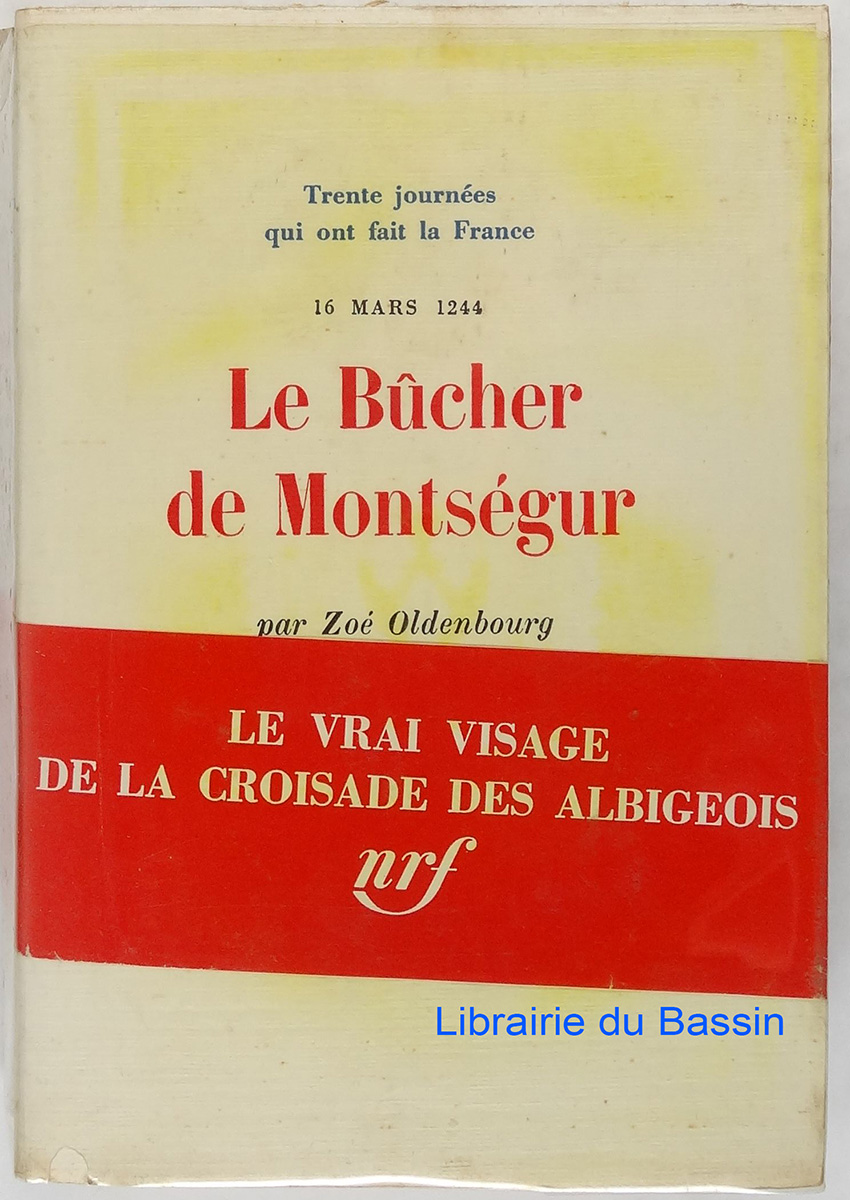 Trente journées
qui ont fait la France
16 MARS 1244
Le Bûcher
de Montségur
par Zoé Oldenbourg
LE VRAI VISAGE
DE LA CROISADE DES ALBIGEOIS
nrf
Librairie du Bassin